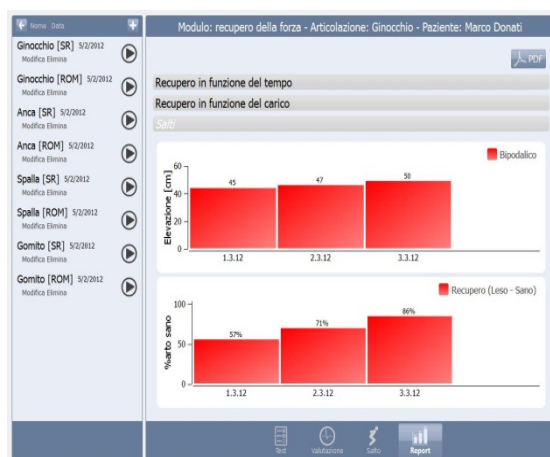 Nome Data
Ginocchio [SR] 5/2/2012
Modifica Elimina
Ginocchio [ROM] 5/2/2012
Modifica Elimina
Anca [SR] 5/2/2012
Modifica Elimina
Anca [ROM] 5/2/2012
Modifica Elimina
Spalla [SR] 5/2/2012
Modifica Elimina
Spalla [ROM] 5/2/2012
Modifica Elimina
Gomito [SR] 5/2/2012
Modifica Elimina
Gomito [ROM] 5/2/2012
Modifica Elimina
Modulo: recupero della forza - Articolazione: Ginocchio - Paziente: Marco Donati
PDF
Recupero in funzione del tempo
Recupero in funzione del carico
Salti
Bipodalico
Elevazione [cm]
60
40
20
0
45
47
50
1.3.12
2.3.12
3.3.12
Recupero (Leso - Sano)
%arto sano
100
50
0
57%
71%
86%
1.3.12
2.3.12
3.3.12
Test
Valutazione
Salto
Report